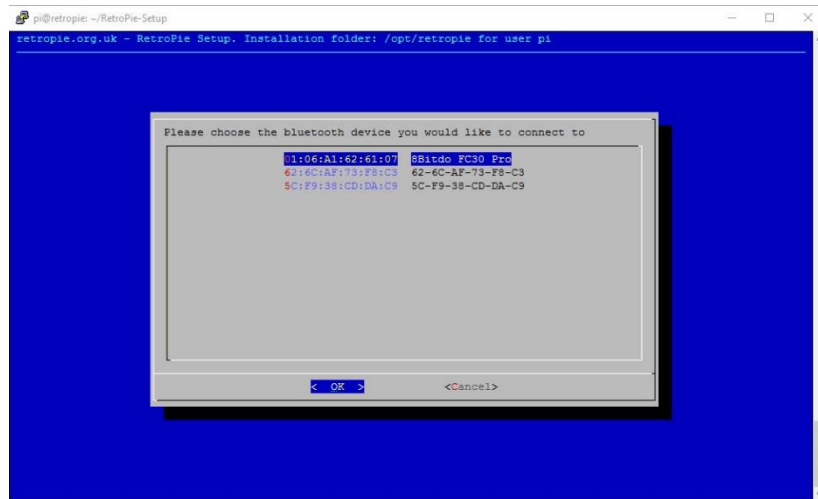 pi@retropie: ~/RetroPie-Setup
retropie.org.uk - RetroPie Setup. Installation folder: /opt/retropie for user pi
Please choose the bluetooth device you would like to connect to
01:06:A1:62:61:07 8Bitdo FC30 Pro
62:6C:AF:73:F8:C3 62-6C-AF-73-F8-C3
5C:F9:38:CD:DA:C9 5C-F9-38-CD-DA-C9
< OK > <Cancel>